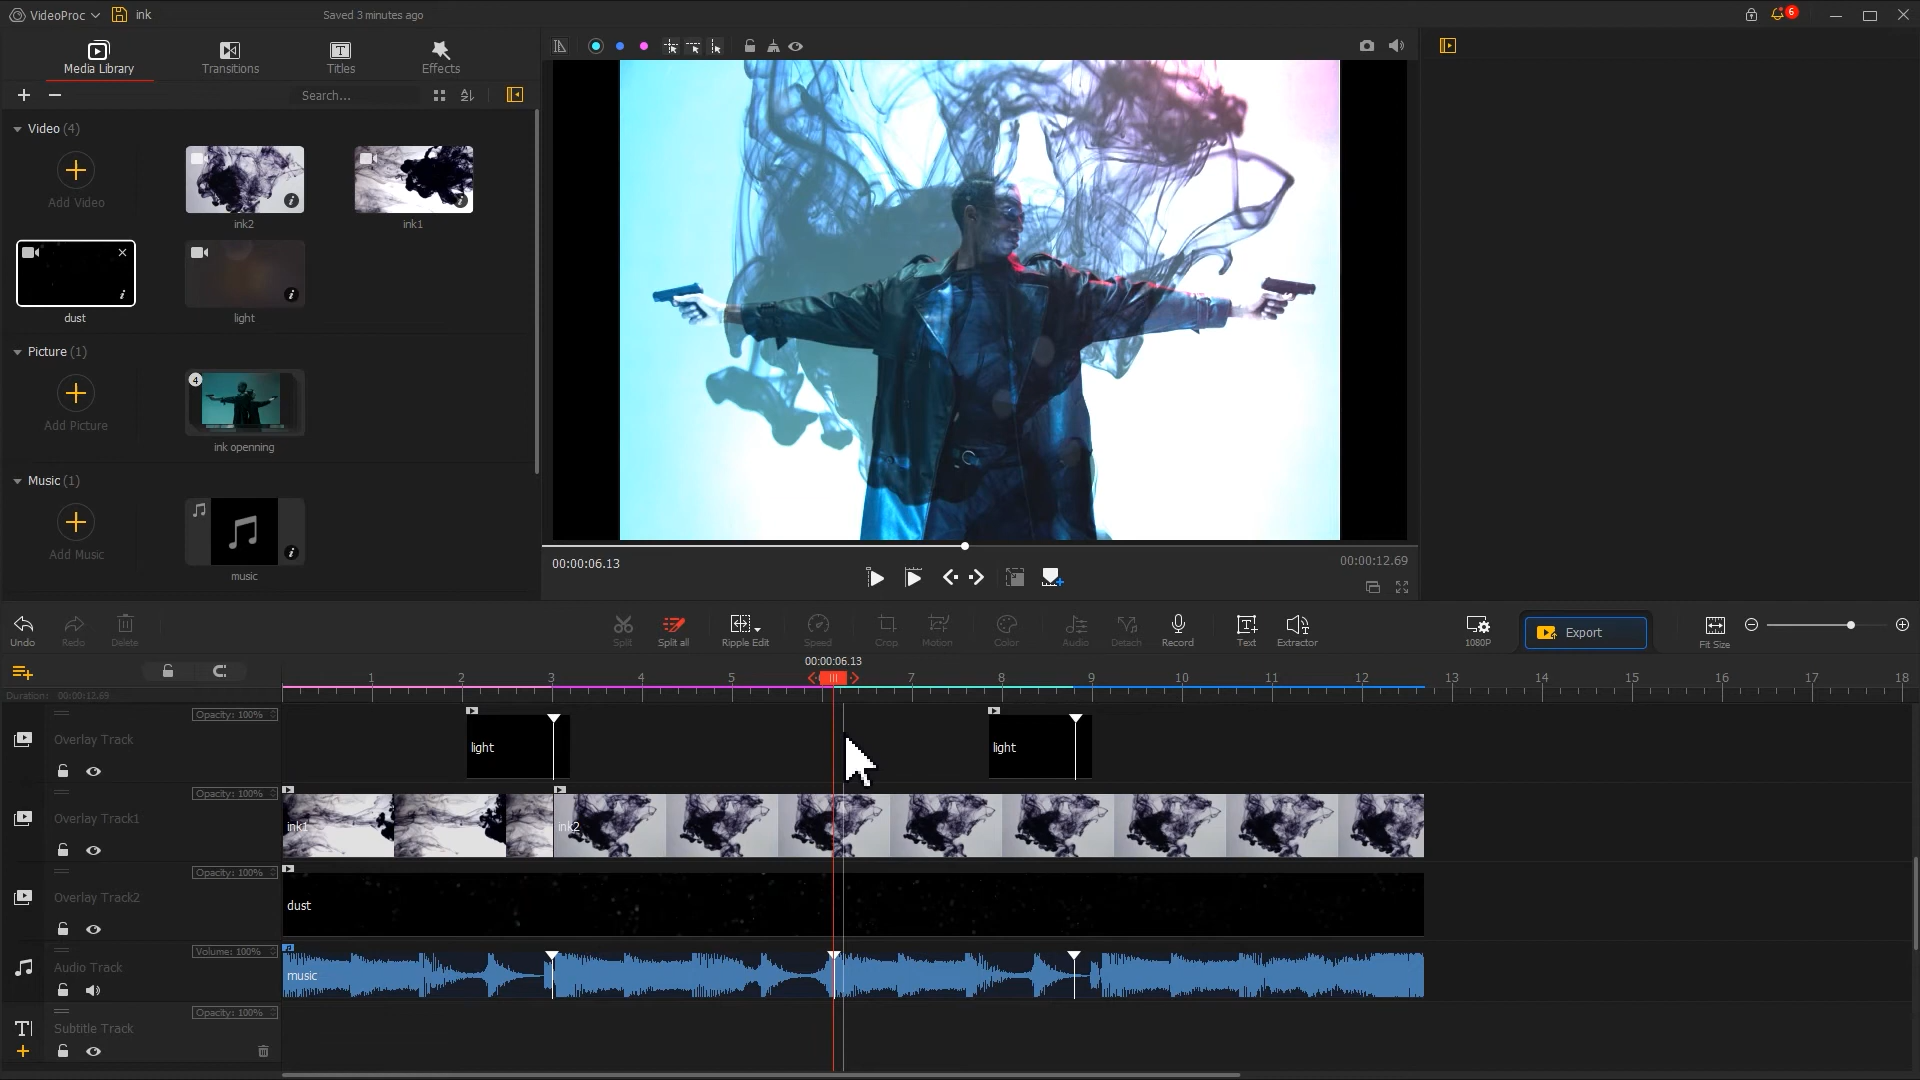 VideoProc
ink
Saved 3 minutes ago
6
Media Library
Transitions
Titles
Effects
Search...
Video (4)
Add Video
ink2
ink1
dust
light
Picture (1)
Add Picture
4
ink openning
Music (1)
Add Music
music
00:00:06.13
00:00:12.69
Undo
Redo
Delete
Split
Split all
Ripple Edit
Speed
Crop
Motion
Color
Audio
Detach
Record
Text
Extractor
1080P
Export
Fit Size
00:00:06.13
1 2 3 4 5 7 8 9 10 11 12 13 14 15 16 17 18
Duration: 00:00:12.69
Opacity: 100%
Overlay Track
light
light
Opacity: 100%
Overlay Track1
ink1
ink2
Opacity: 100%
Overlay Track2
dust
Volume: 100%
Audio Track
music
Opacity: 100%
Subtitle Track